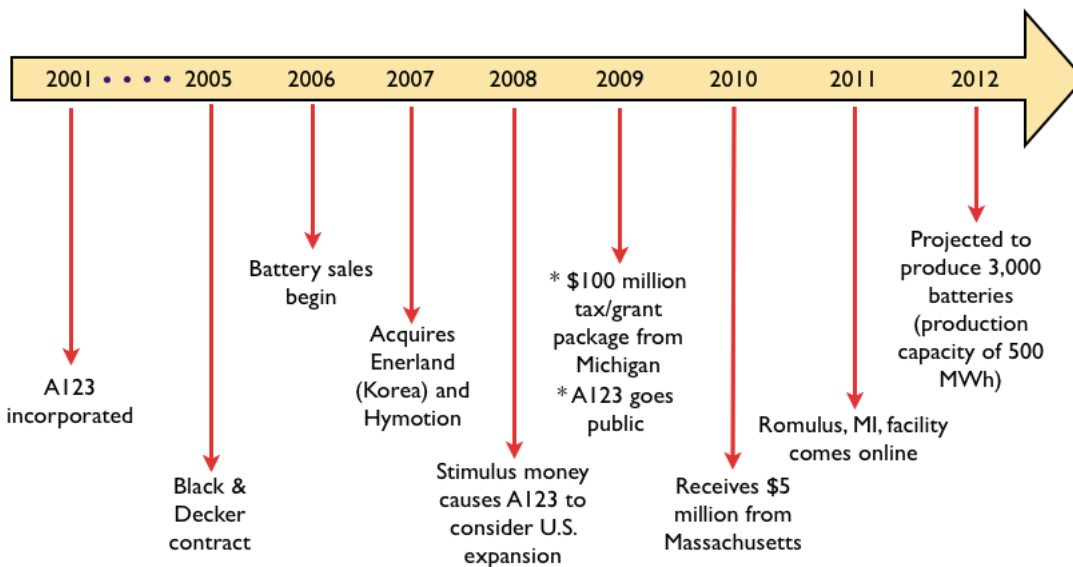 2001 2005 2006 2007 2008 2009 2010 2011 2012
A123
incorporated
Black &
Decker
contract
Battery sales
begin
Acquires
Enerland
(Korea) and
Hymotion
Stimulus money
causes A123 to
consider U.S.
expansion
* $100 million
tax/grant
package from
Michigan
* A123 goes
public
Receives $5
million from
Massachusetts
Romulus, MI, facility
comes online
Projected to
produce 3,000
batteries
(production
capacity of 500
MWh)